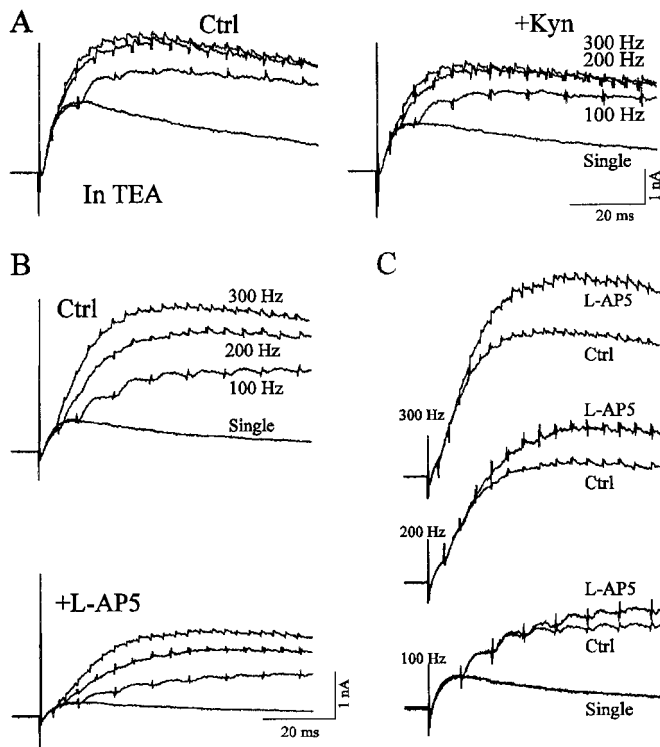 A
Ctrl
In TEA
+Kyn
300 Hz
200 Hz
100 Hz
Single
1 nA
20 ms
B
Ctrl
300 Hz
200 Hz
100 Hz
Single
+L-AP5
1 nA
20 ms
C
L-AP5
Ctrl
300 Hz
L-AP5
Ctrl
200 Hz
L-AP5
Ctrl
100 Hz
Single